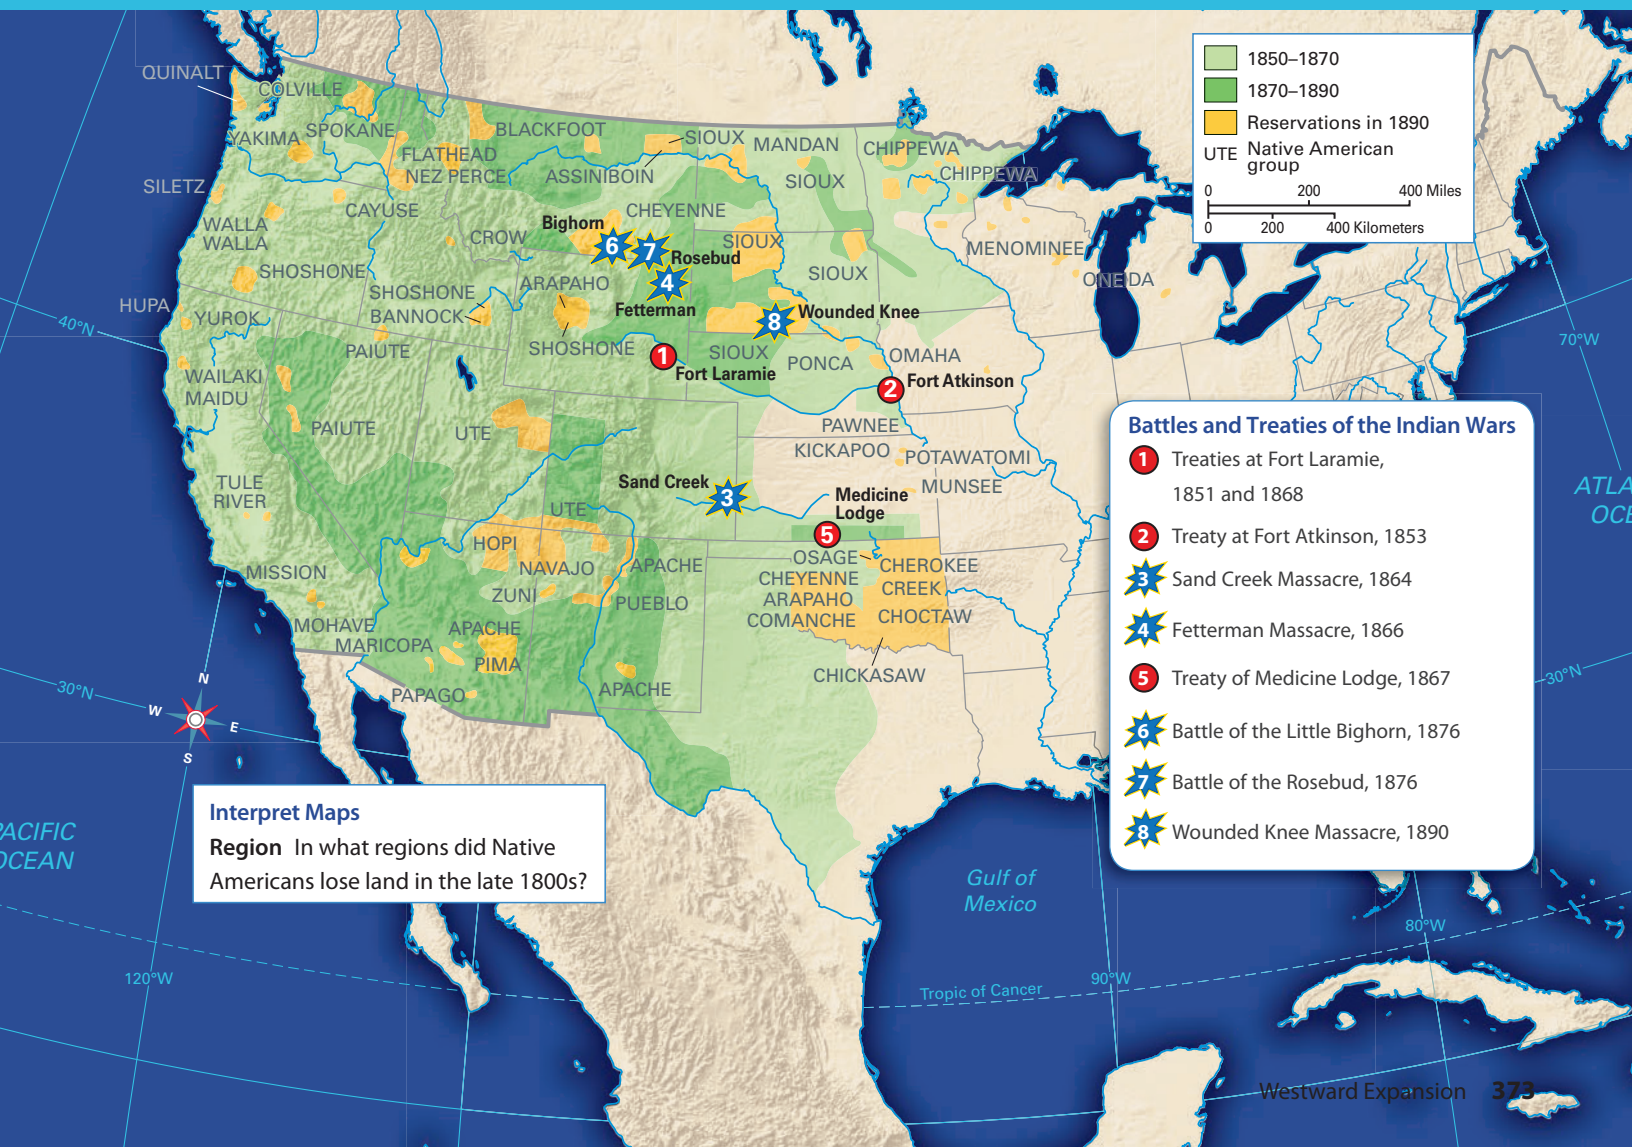 1850–1870
1870–1890
Reservations in 1890
UTE Native American
group
0 200 400 Miles
0 200 400 Kilometers
QUINALT
COLVILLE
YAKIMA
SPOKANE
BLACKFOOT
SIOUX
MANDAN
CHIPPEWA
FLATHEAD
NEZ PERCE
ASSINIBOIN
SIOUX
CHIPPEWA
SILETZ
CAYUSE
WALLA
WALLA
CHEYENNE
Bighorn
6
7
CROW
SIOUX
MENOMINEE
Rosebud
SHOSHONE
SIOUX
ONEIDA
ARAPAHO
4
SHOSHONE
BANNOCK
HUPA
YUROK
Fetterman
8
Wounded Knee
40°N
70°W
PAIUTE
SHOSHONE
1
Fort Laramie
SIOUX
PONCA
OMAHA
WAILAKI
MAIDU
2
Fort Atkinson
PAIUTE
UTE
PAWNEE
KICKAPOO
POTAWATOMI
MUNSEE
TULE
RIVER
Sand Creek
3
Medicine
Lodge
5
UTE
HOPI
NAVAJO
APACHE
OSAGE
CHEROKEE
CHEYENNE
ARAPAHO
COMANCHE
CREEK
CHOCTAW
MISSION
ZUNI
PUEBLO
MOHAVE
MARICOPA
APACHE
PIMA
CHICKASAW
PAPAGO
APACHE
30°N
30°N
N
W
E
S
Battles and Treaties of the Indian Wars
1 Treaties at Fort Laramie,
1851 and 1868
2 Treaty at Fort Atkinson, 1853
3 Sand Creek Massacre, 1864
4 Fetterman Massacre, 1866
5 Treaty of Medicine Lodge, 1867
6 Battle of the Little Bighorn, 1876
7 Battle of the Rosebud, 1876
8 Wounded Knee Massacre, 1890
ATLA
OCE
PACIFIC
OCEAN
Interpret Maps
Region In what regions did Native
Americans lose land in the late 1800s?
Gulf of
Mexico
80°W
120°W
90°W
Tropic of Cancer
Westward Expansion 373